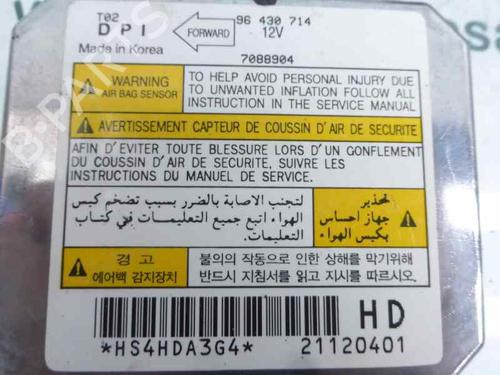 T02
96 430 714
DPI
FORWARD
12V
Made in Korea
7088904
WARNING
AIR BAG SENSOR
TO HELP AVOID PERSONAL INJURY DUE
TO UNWANTED INFLATION FOLLOW ALL
INSTRUCTION IN THE SERVICE MANUAL
AVERTISSEMENT CAPTEUR DE COUSSIN D'AIR DE SECURITE
AFIN D'EVITER TOUTE BLESSURE LORS D'UN GONFLEMENT
DU COUSSIN D'AIR DE SECURITE, SUIVRE LES
INSTRUCTIONS DU MANUEL DE SERVICE.
تحذير
جهاز احساس
بكيس الهواء
لتجنب الاصابة بالضرر بسبب تضخم كيس
الهواء اتبع جميع التعليمات في كتاب
التعليمات.
경 고
에어백 감지장치
불의의 작동으로 인한 상해를 막기위해
반드시 지침서를 읽고 지시를 따르시오.
HD
*HS4HDA3G4*
21120401
B-PARTS